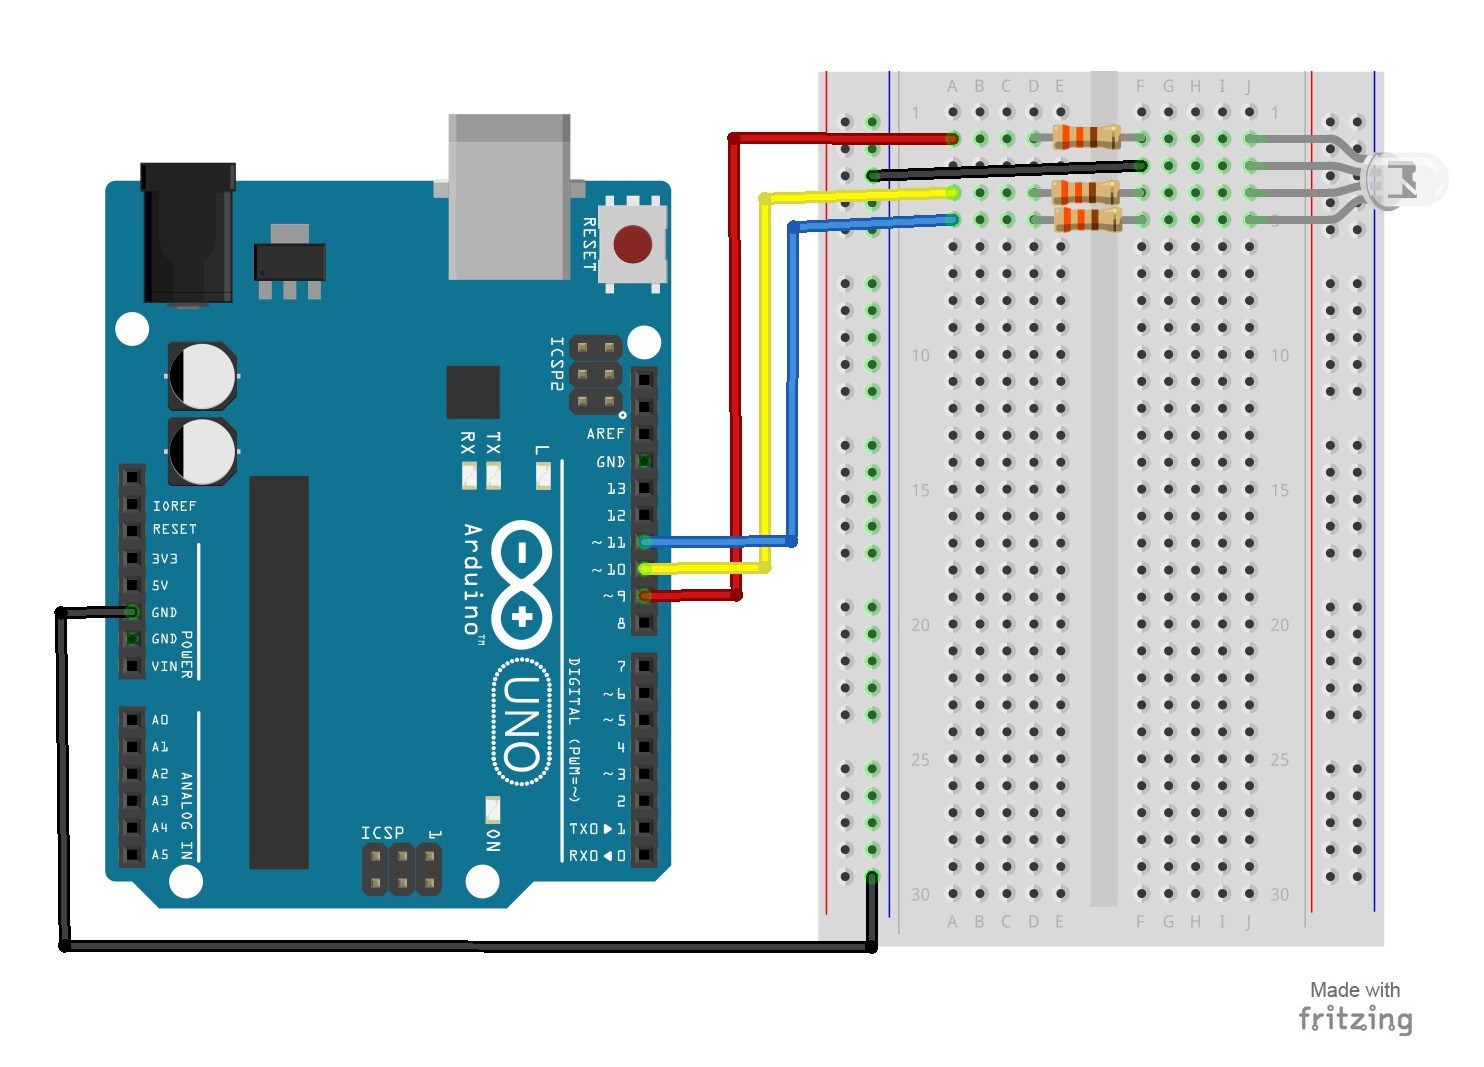 A B C D E F G H I J
1 1
5
10 10
15 15
20 20
25 25
30 30
A B C D E F G H I J
RESET
ICSP2
AREF
GND
13
12
~11
~10
~9
8
7
~6
~5
4
~3
2
TX0▶1
RX0◀0
RX TX L
Arduino™
UNO
DIGITAL (PWM=~)
IOREF
RESET
3V3
5V
GND
GND
VIN
POWER
A0
A1
A2
A3
A4
A5
ANALOG IN
ICSP 1
ON
Made with
fritzing